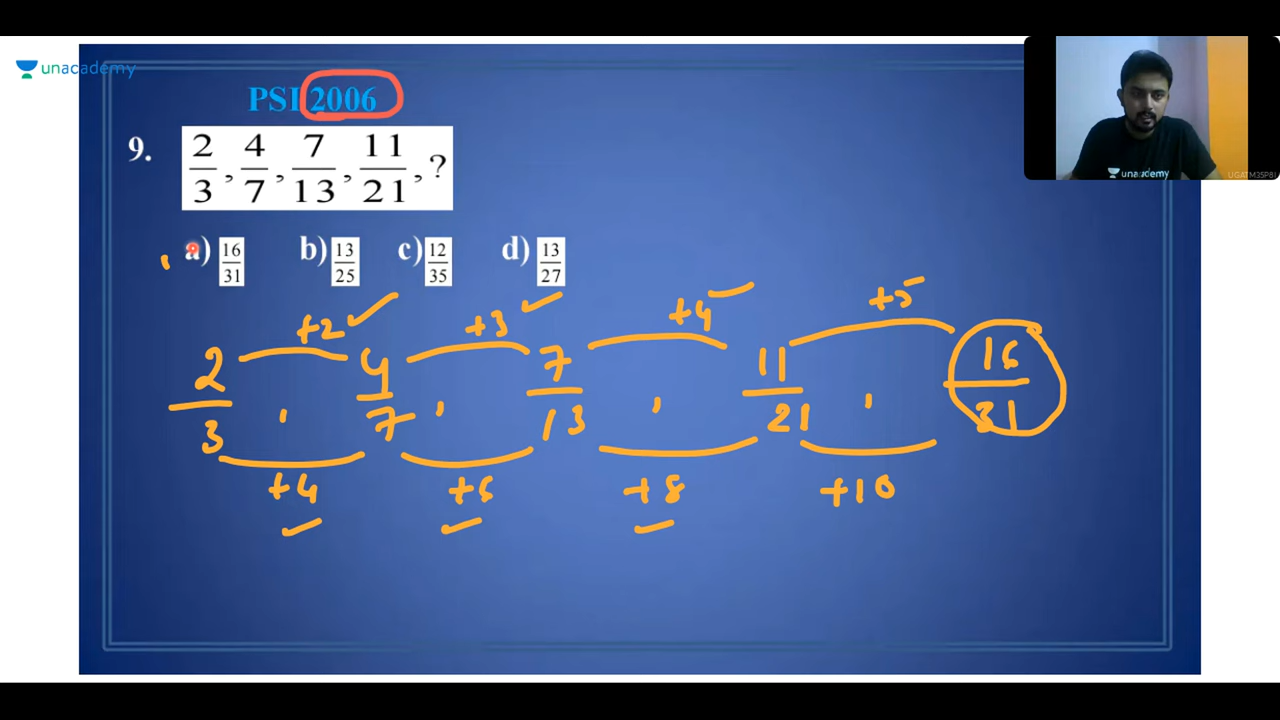 unacademy
PSI 2006
9. 2/3, 4/7, 7/13, 11/21, ?
a) 16/31 b) 13/25 c) 12/35 d) 13/27
+2 +3 +4 +5
2/3, 4/7, 7/13, 11/21, 16/31
+4 +6 +8 +10
unacademy
UGATM35P8I